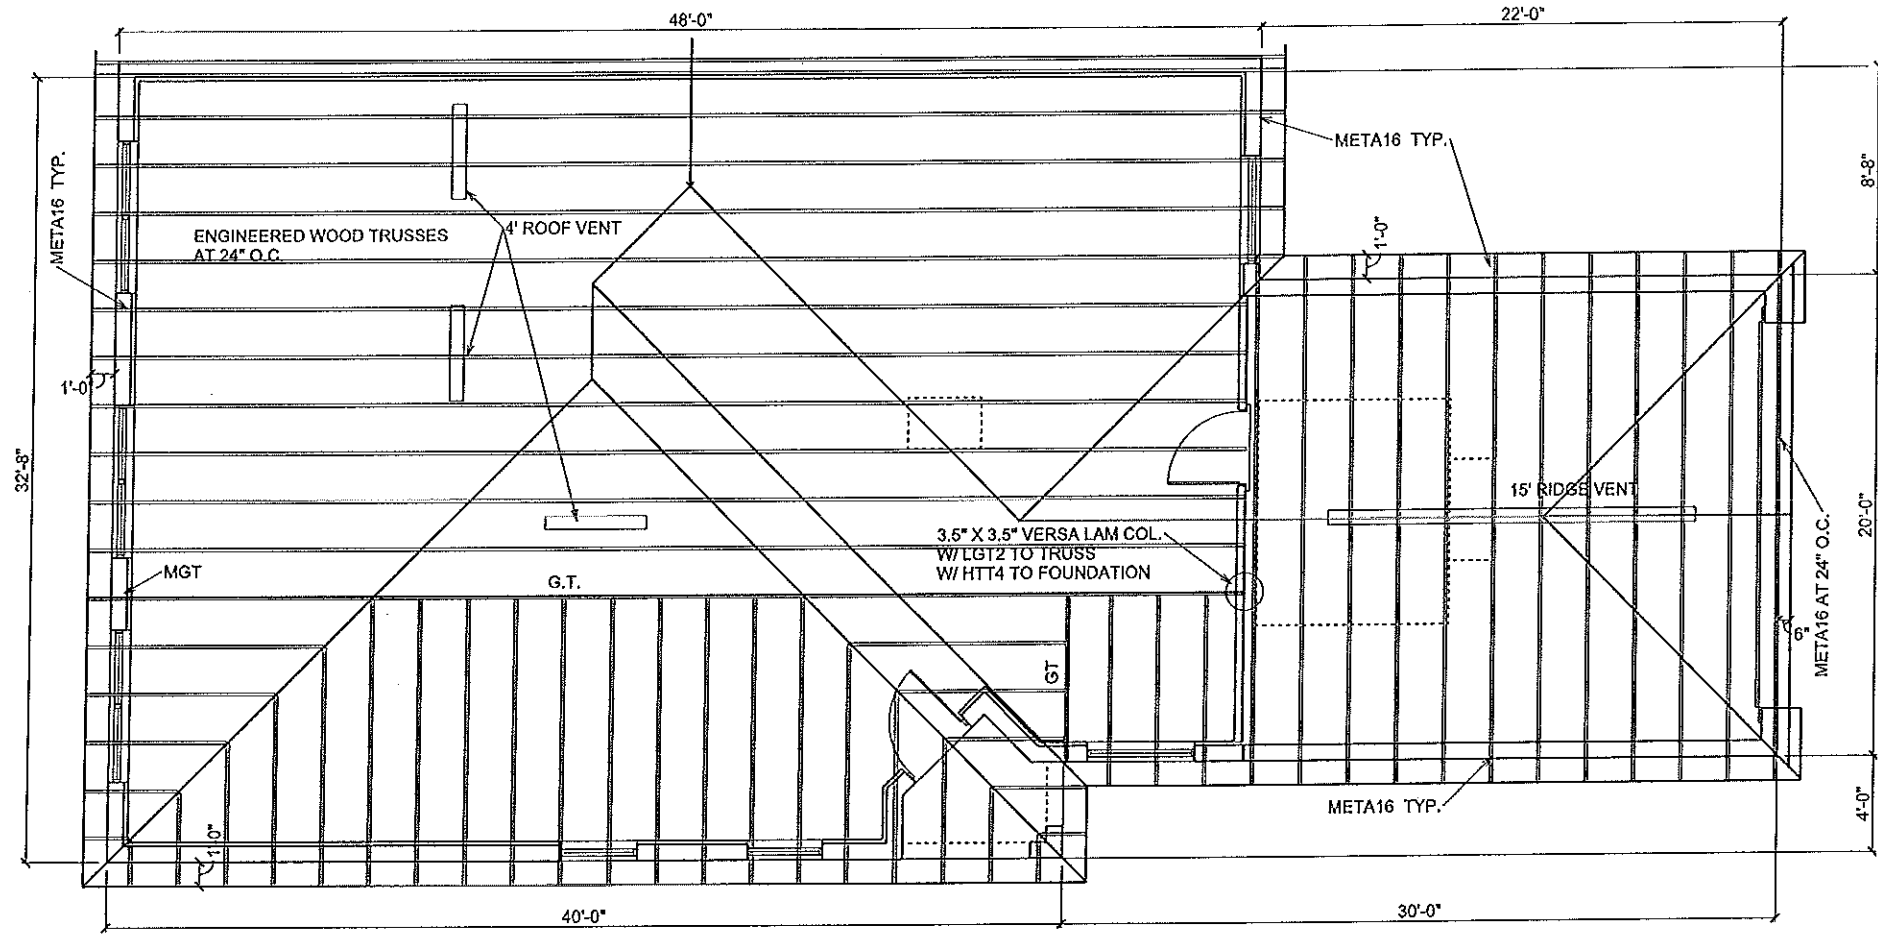 48'-0"
22'-0"
META16 TYP.
META16 TYP.
8'-8"
ENGINEERED WOOD TRUSSES
AT 24" O.C.
4' ROOF VENT
1'-0"
1'-0"
32'-8"
15' RIDGE VENT
3.5" X 3.5" VERSA LAM COL.
W/ LGT2 TO TRUSS
W/ HTT4 TO FOUNDATION
META16 AT 24" O.C.
20'-0"
MGT
G.T.
GT
6"
META16 TYP.
4'-0"
1'-0"
40'-0"
30'-0"